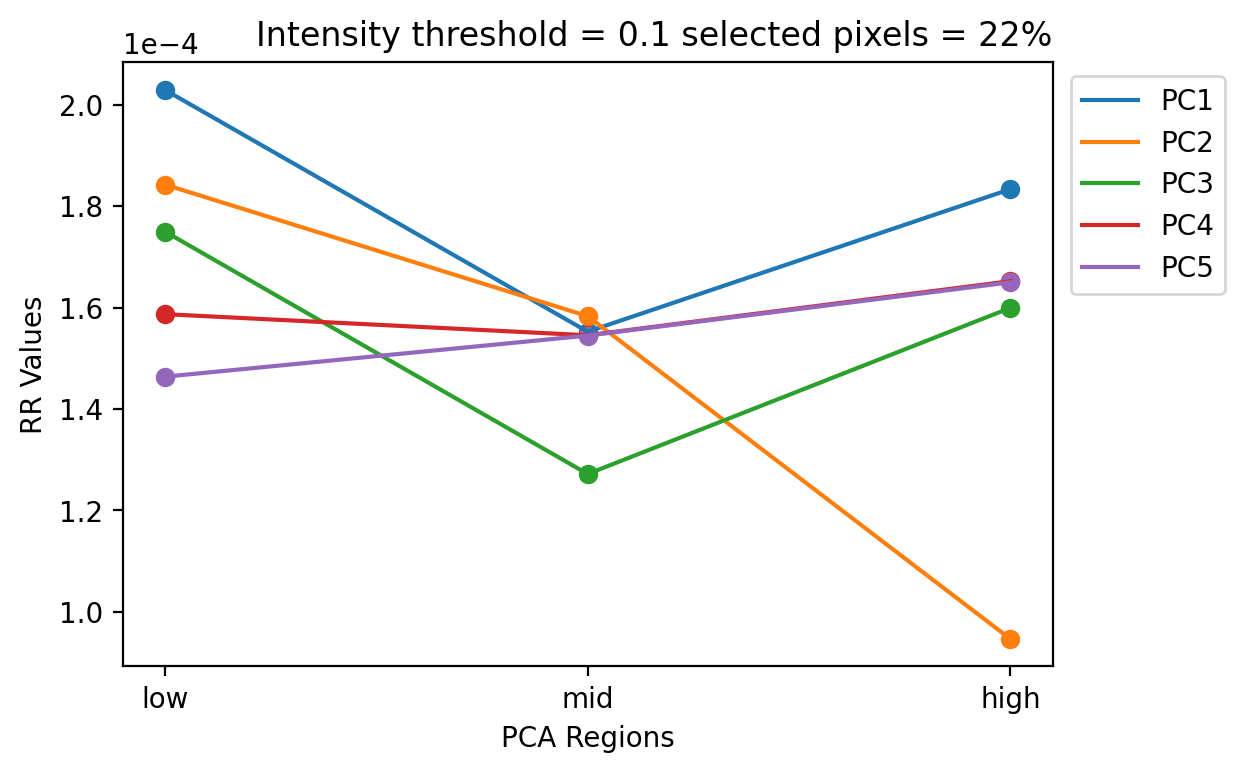 Intensity threshold = 0.1 selected pixels = 22%
1e−4
2.0
1.8
1.6
1.4
1.2
1.0
RR Values
low
mid
high
PCA Regions
PC1
PC2
PC3
PC4
PC5